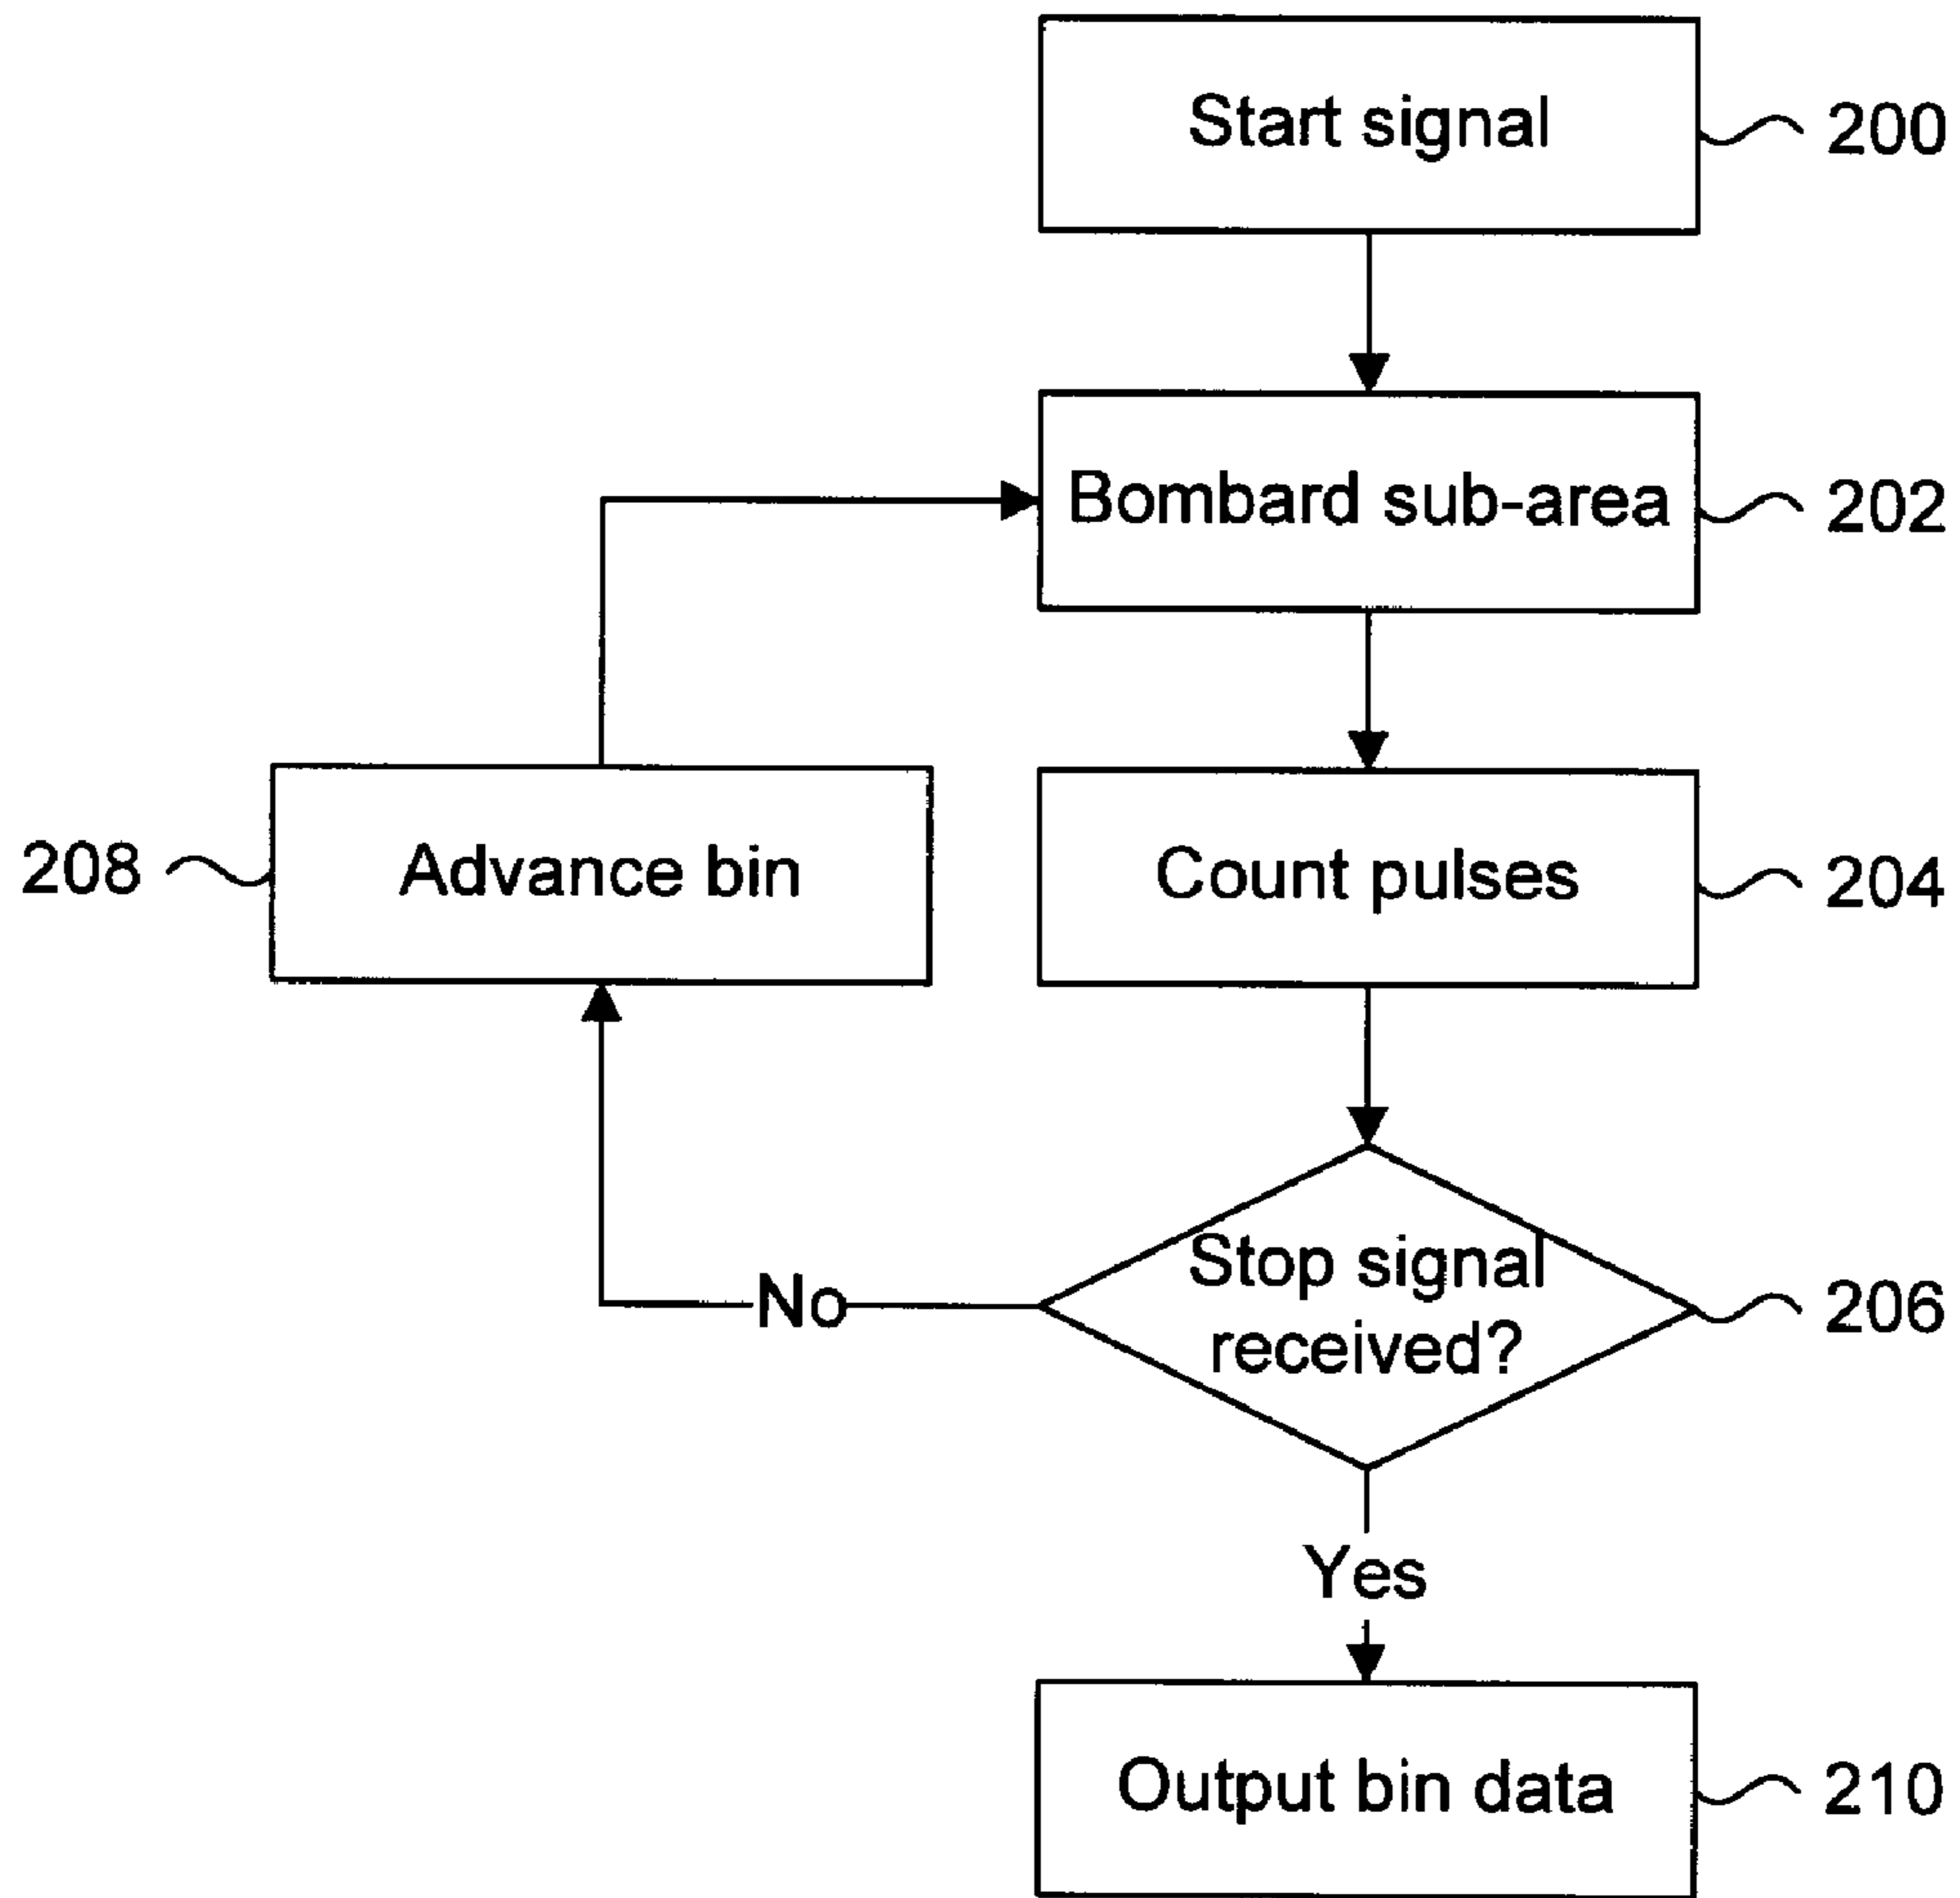 Start signal
200
Bombard sub-area
202
208
Advance bin
Count pulses
204
Stop signal
received?
206
No
Yes
Output bin data
210